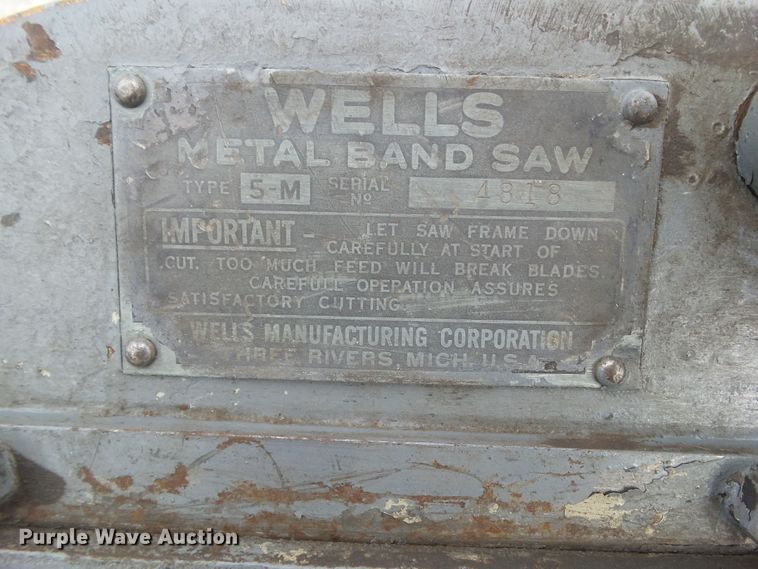 WELLS
METAL BAND SAW
TYPE 5-M SERIAL Nº 4818
IMPORTANT - LET SAW FRAME DOWN
CAREFULLY AT START OF
CUT. TOO MUCH FEED WILL BREAK BLADES.
CAREFULL OPERATION ASSURES
SATISFACTORY CUTTING.
WELLS MANUFACTURING CORPORATION
THREE RIVERS, MICH. U.S.A.
Purple Wave Auction